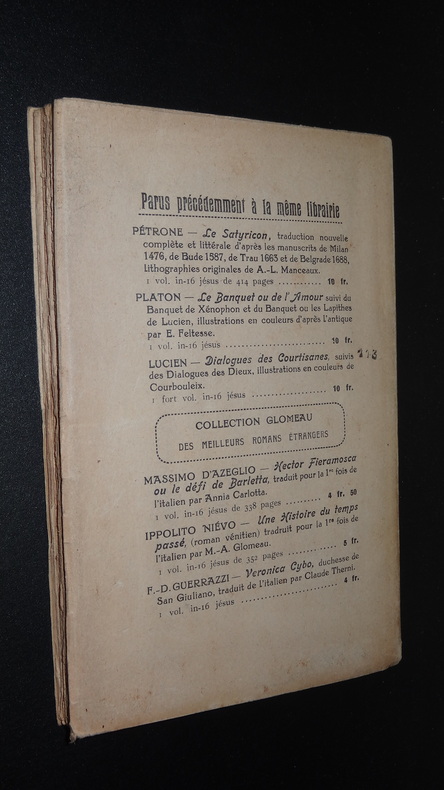 Parus précédemment à la même librairie
PÉTRONE — Le Satyricon, traduction nouvelle
complète et littérale d'après les manuscrits de Milan
1476, de Bude 1587, de Trau 1663 et de Belgrade 1688,
lithographies originales de A.-L. Manceaux.
1 vol. in-16 jésus de 414 pages ........... 10 fr.
PLATON — Le Banquet ou de l'Amour suivi du
Banquet de Xénophon et du Banquet ou les Lapithes
de Lucien, illustrations en couleurs d'après l'antique
par E. Feltesse.
1 vol. in-16 jésus ........................ 10 fr.
LUCIEN — Dialogues des Courtisanes, suivis
des Dialogues des Dieux, illustrations en couleurs de
Courbouleix.
1 fort vol. in-16 jésus ................... 10 fr.
COLLECTION GLOMEAU
DES MEILLEURS ROMANS ÉTRANGERS
MASSIMO D'AZEGLIO — Hector Fieramosca
ou le défi de Barletta, traduit pour la 1re fois de
l'italien par Annia Carlotta.
1 vol. in-16 jésus de 338 pages ......... 4 fr. 50
IPPOLITO NIÉVO — Une Histoire du temps
passé, (roman vénitien) tradruit pour la 1re fois de
l'italien par M.-A. Glomeau.
1 vol. in-16 jésus de 352 pages ........... 5 fr.
F.-D. GUERRAZZI — Veronica Cybo, duchesse de
San Giuliano, traduit de l'italien par Claude Therni.
1 vol. in-16 jésus ........................ 4 fr.